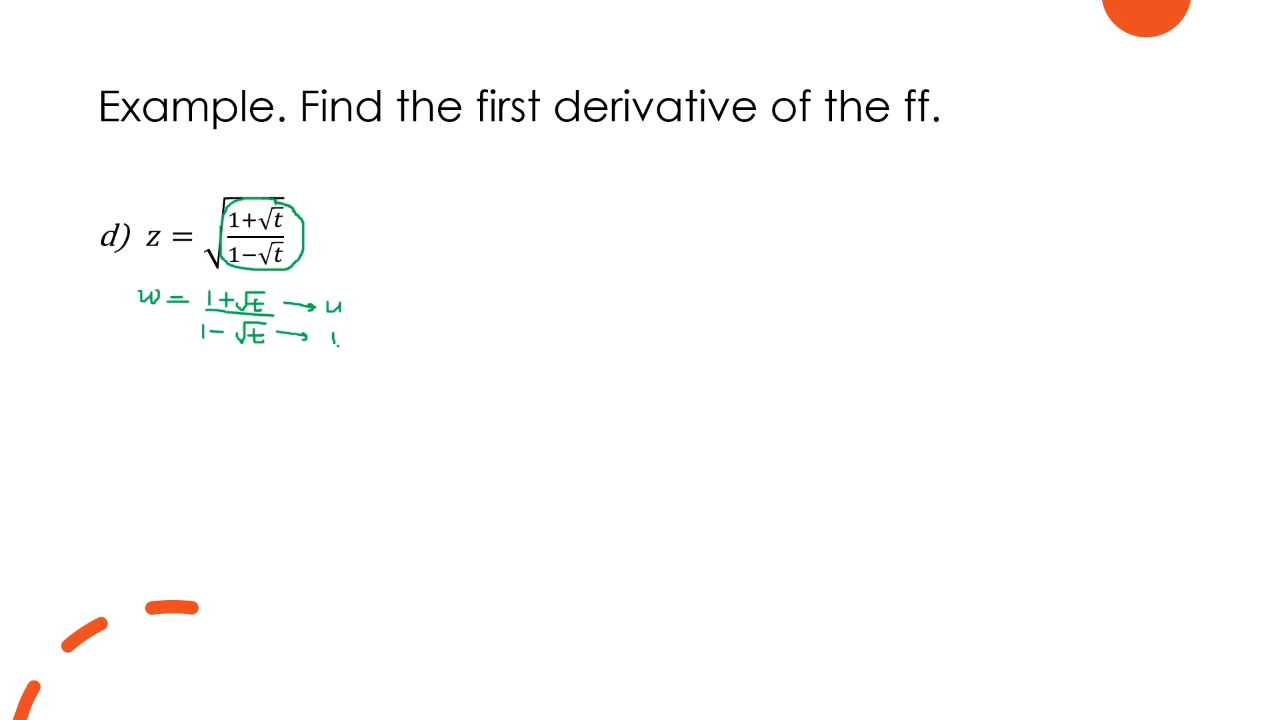 Example. Find the first derivative of the ff.
d) z = √((1+√t)/(1−√t))
w = (1+√t)/(1−√t)
→ u
→